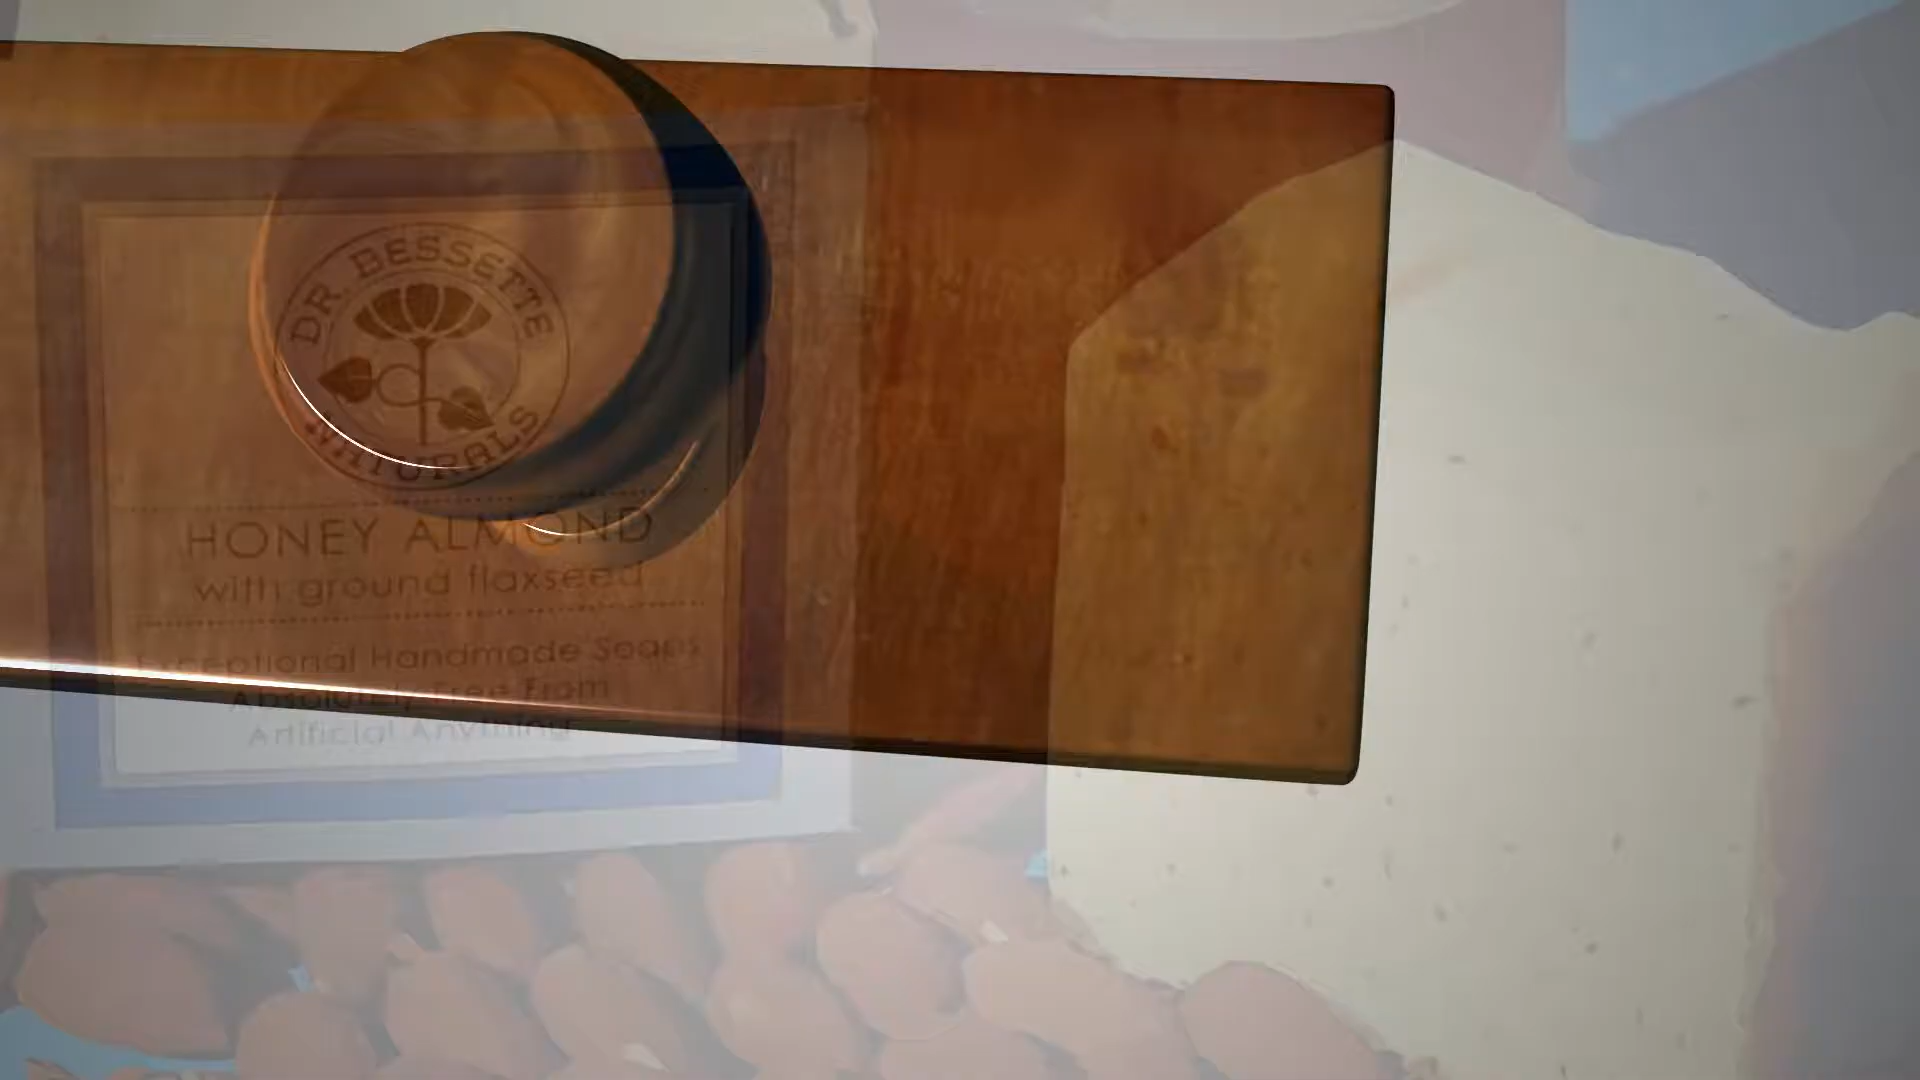 DR. BESSETTE
NATURALS
HONEY ALMOND
with ground flaxseed
Exceptional Handmade Soaps
Absolutely Free From
Artificial Anything